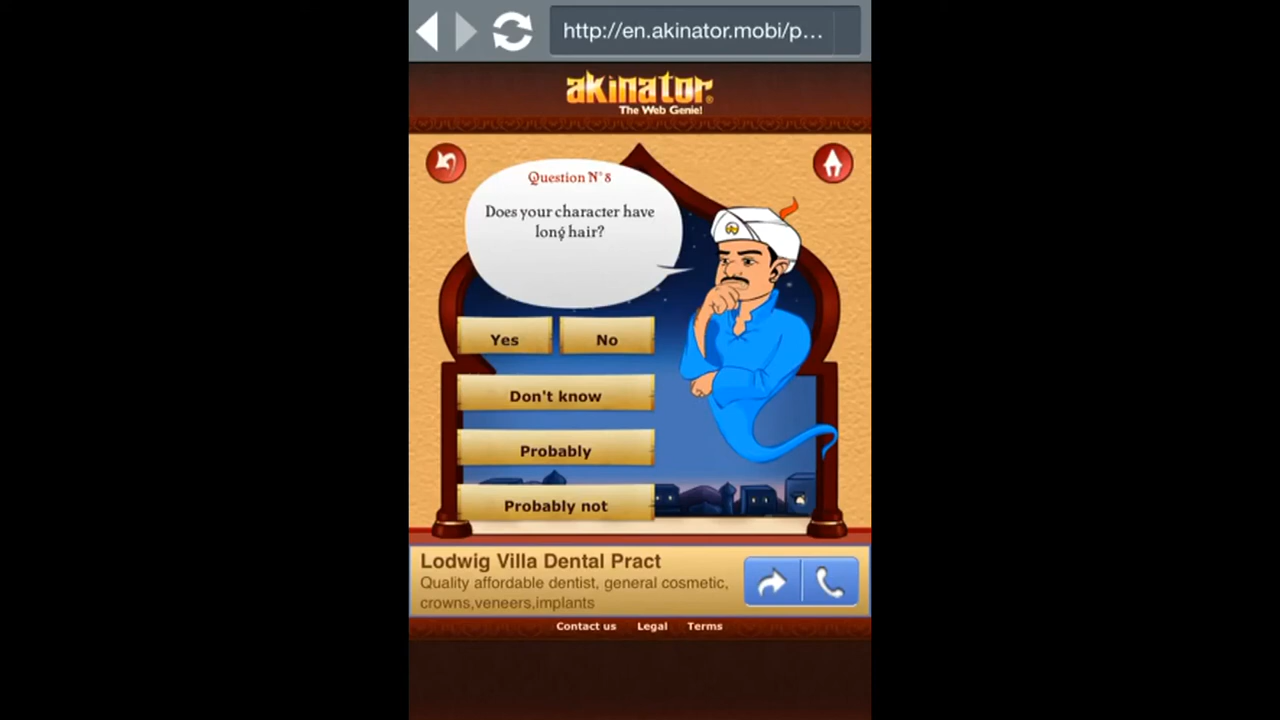 http://en.akinator.mobi/p...
akinator®
The Web Genie!
Question N°8
Does your character have
long hair?
Yes
No
Don't know
Probably
Probably not
Lodwig Villa Dental Pract
Quality affordable dentist, general cosmetic,
crowns,veneers,implants
Contact us
Legal
Terms